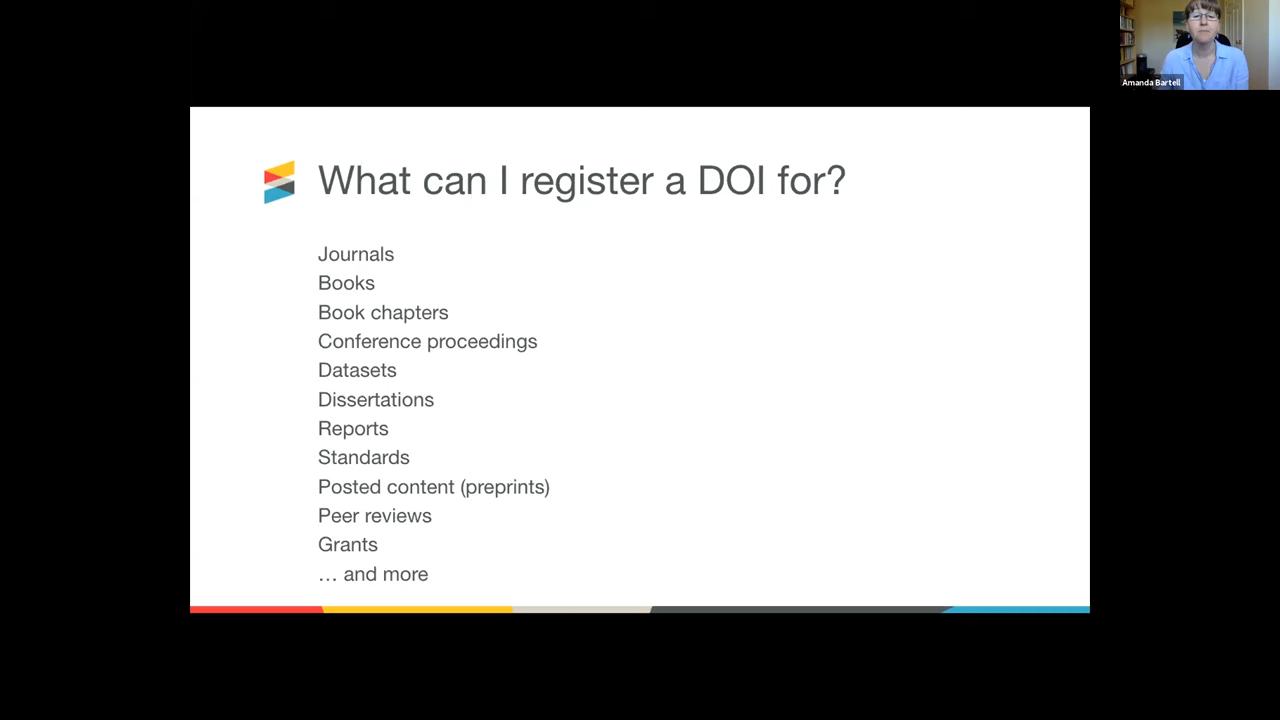 Amanda Bartell
What can I register a DOI for?
Journals
Books
Book chapters
Conference proceedings
Datasets
Dissertations
Reports
Standards
Posted content (preprints)
Peer reviews
Grants
… and more